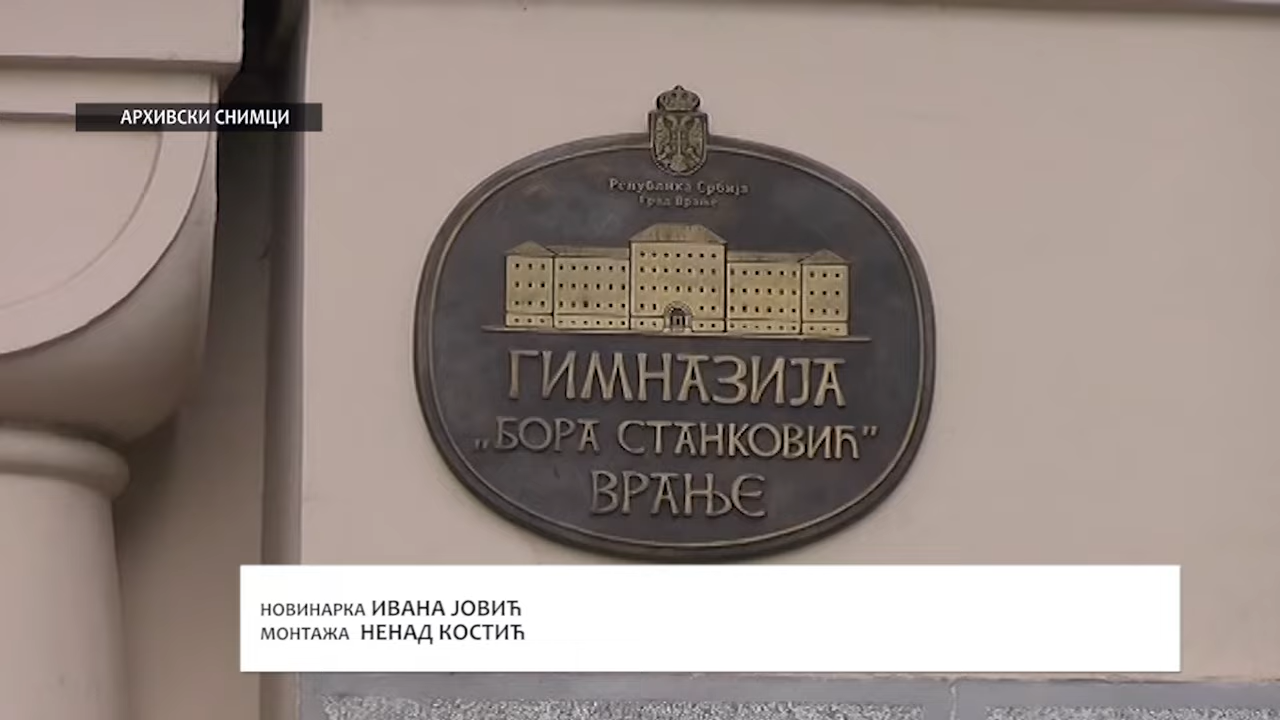 АРХИВСКИ СНИМЦИ
Република Србија
Град Врање
ГИМНАЗИЈА
„БОРА СТАНКОВИЋ”
ВРАЊЕ
НОВИНАРКА ИВАНА ЈОВИЋ
МОНТАЖА НЕНАД КОСТИЋ